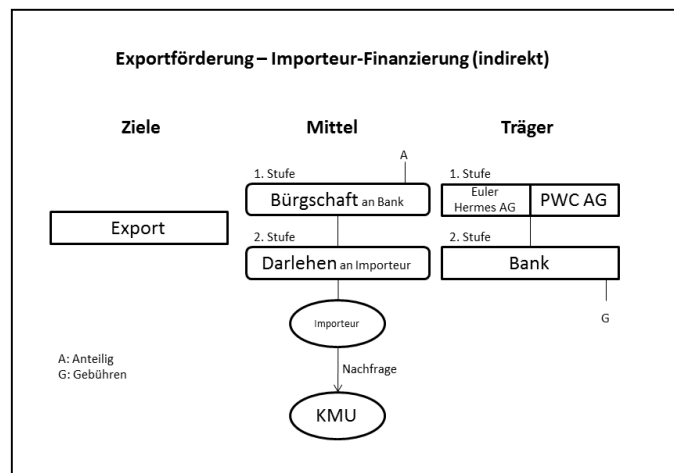 Exportförderung – Importeur-Finanzierung (indirekt)
Ziele
Mittel
Träger
A
1. Stufe
1. Stufe
Bürgschaft an Bank
Euler
Hermes AG
PWC AG
Export
2. Stufe
2. Stufe
Darlehen an Importeur
Bank
Importeur
G
A: Anteilig
G: Gebühren
Nachfrage
KMU